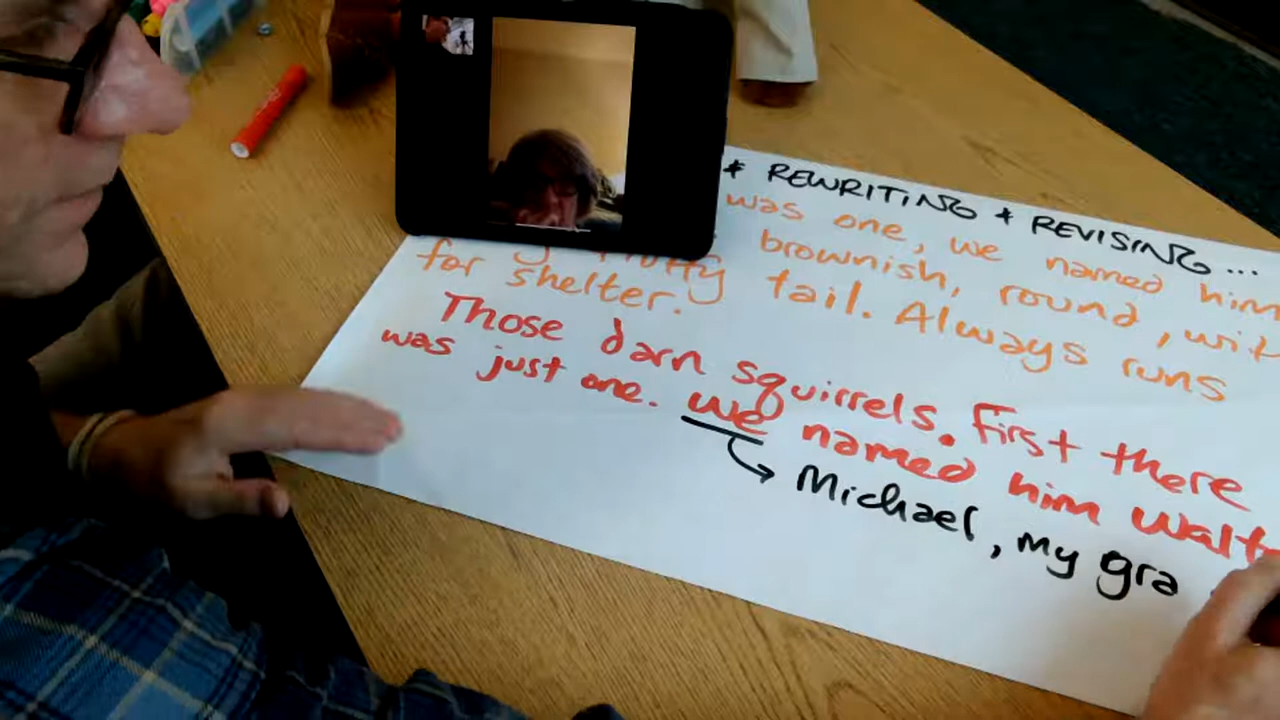 * REWRITING * REVISING...
was one, we named him
fluffy brownish, round, with
for shelter. tail. Always runs
Those darn squirrels. First there
was just one. we named him Walt
Michael, my gra